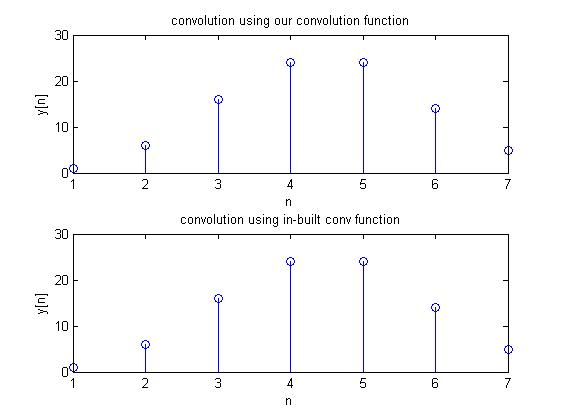 convolution using our convolution function
30
20
10
0
y[n]
1 2 3 4 5 6 7
n
convolution using in-built conv function
30
20
10
0
y[n]
1 2 3 4 5 6 7
n